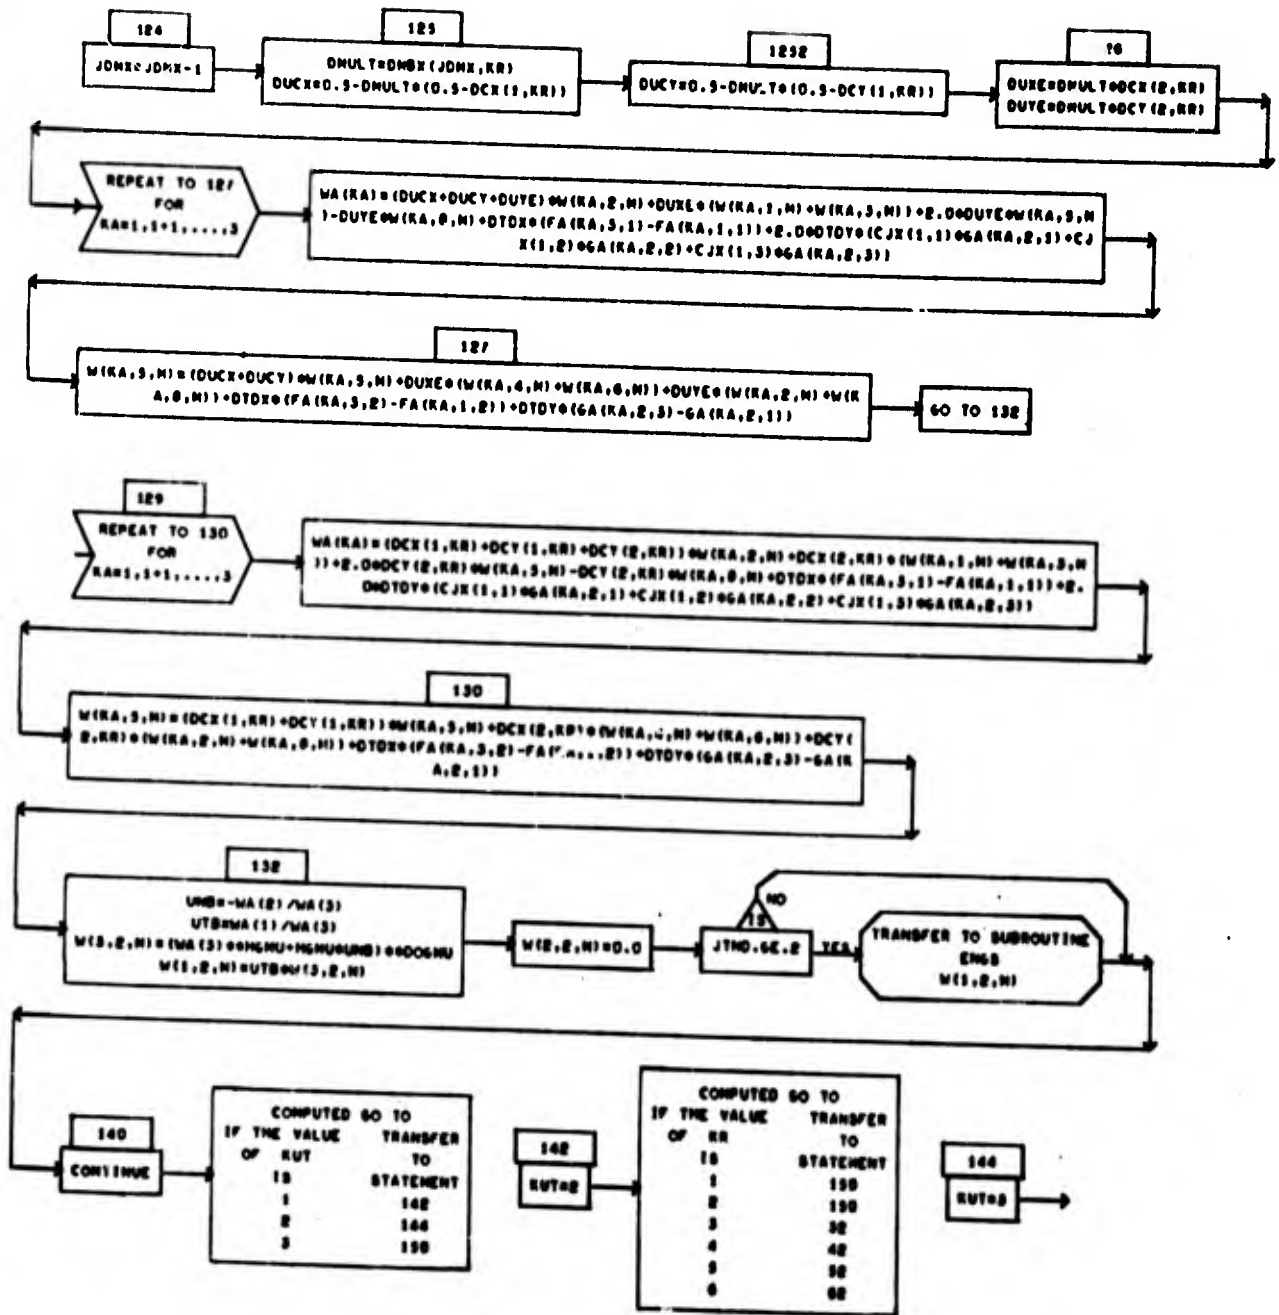 124
JDMX=JDMX-1
125
DMULT=DMBX(JDMX,KR)
DUCX=0.5-DMULT*(0.5-DCX(1,KR))
1252
DUCY=0.5-DMULT*(0.5-DCY(1,KR))
DUXE=DMULT*DCX(2,KR)
DUYE=DMULT*DCY(2,KR)
REPEAT TO 127
FOR
KA=1,1+1,...,3
WA(KA)=(DUCX+DUCY+DUYE)*W(KA,2,N)+DUXE*(W(KA,1,N)+W(KA,3,N))+2.0*DUYE*W(KA,5,N
)-DUYE*W(KA,8,N)+DTDX*(FA(KA,3,1)-FA(KA,1,1))+2.0*DTDY*(CJX(1,1)*GA(KA,2,1)+CJ
X(1,2)*GA(KA,2,2)+CJX(1,3)*GA(KA,2,3))
127
W(KA,5,N)=(DUCX+DUCY)*W(KA,5,N)+DUXE*(W(KA,4,N)+W(KA,6,N))+DUYE*(W(KA,2,N)+W(K
A,8,N))+DTDX*(FA(KA,3,2)-FA(KA,1,2))+DTDY*(GA(KA,2,3)-GA(KA,2,1))
GO TO 132
129
REPEAT TO 130
FOR
KA=1,1+1,...,3
WA(KA)=(DCX(1,KR)+DCY(1,KR)+DCY(2,KR))*W(KA,2,N)+DCX(2,KR)*(W(KA,1,N)+W(KA,3,N
))+2.0*DCY(2,KR)*W(KA,5,N)-DCY(2,KR)*W(KA,8,N)+DTDX*(FA(KA,3,1)-FA(KA,1,1))+2.
0*DTDY*(CJX(1,1)*GA(KA,2,1)+CJX(1,2)*GA(KA,2,2)+CJX(1,3)*GA(KA,2,3))
130
W(KA,5,N)=(DCX(1,KR)+DCY(1,KR))*W(KA,5,N)+DCX(2,KR)*(W(KA, ,N)+W(KA,6,N))+DCY(
2,KR)*(W(KA,2,N)+W(KA,8,N))+DTDX*(FA(KA,3,2)-FA( 2))+DTDY*(GA(KA,2,3)-GA(K
A,2,1))
132
UNB=-WA(2)/WA(3)
UTB=WA(1)/WA(3)
W(3,2,N)=(WA(3)**HGMU+HGMU*UNB)**DOGMU
W(1,2,N)=UTB*W(3,2,N)
W(2,2,N)=0.0
IS
NO
JTMD.GE.2
YES
TRANSFER TO SUBROUTINE
ENGB
W(1,2,N)
140
CONTINUE
COMPUTED GO TO
IF THE VALUE TRANSFER
OF KUT TO
IS STATEMENT
1 142
2 144
3 150
142
KUT=2
COMPUTED GO TO
IF THE VALUE TRANSFER
OF KR TO
IS STATEMENT
1 150
2 150
3 32
4 42
5 52
6 62
144
KUT=3